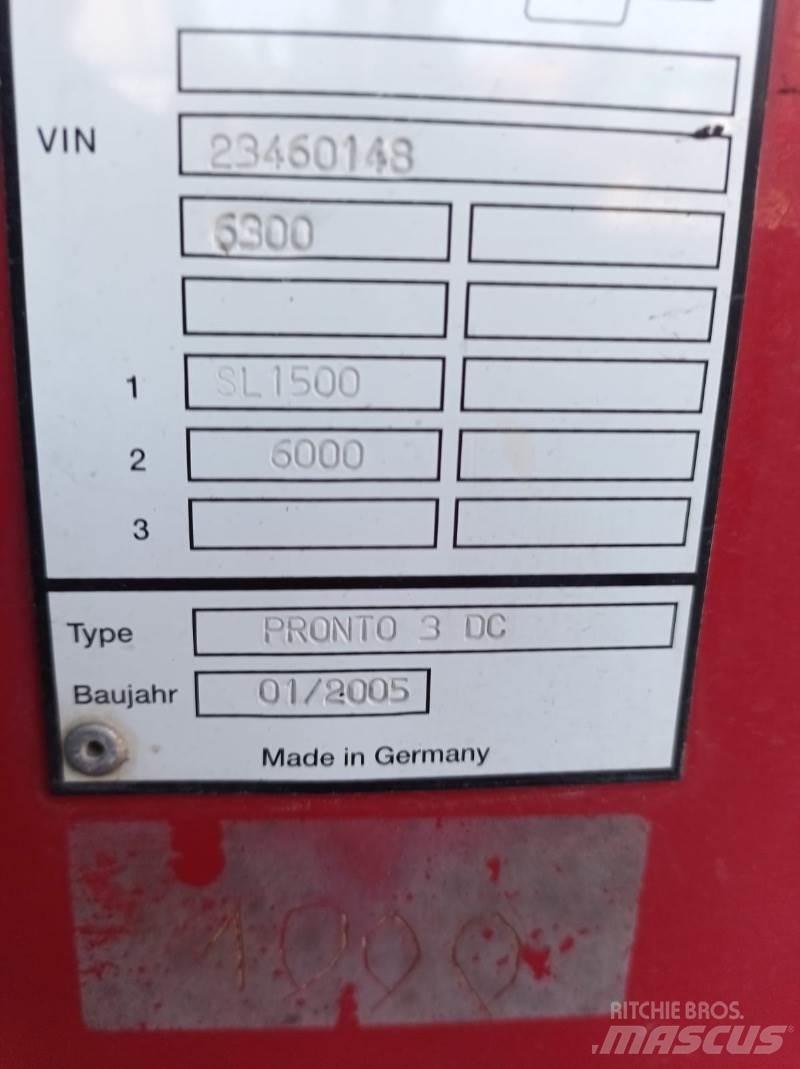 VIN 23460148
6300
1 SL1500
2 6000
3
Type PRONTO 3 DC
Baujahr 01/2005
Made in Germany
1000
RITCHIE BROS.
MASCUS